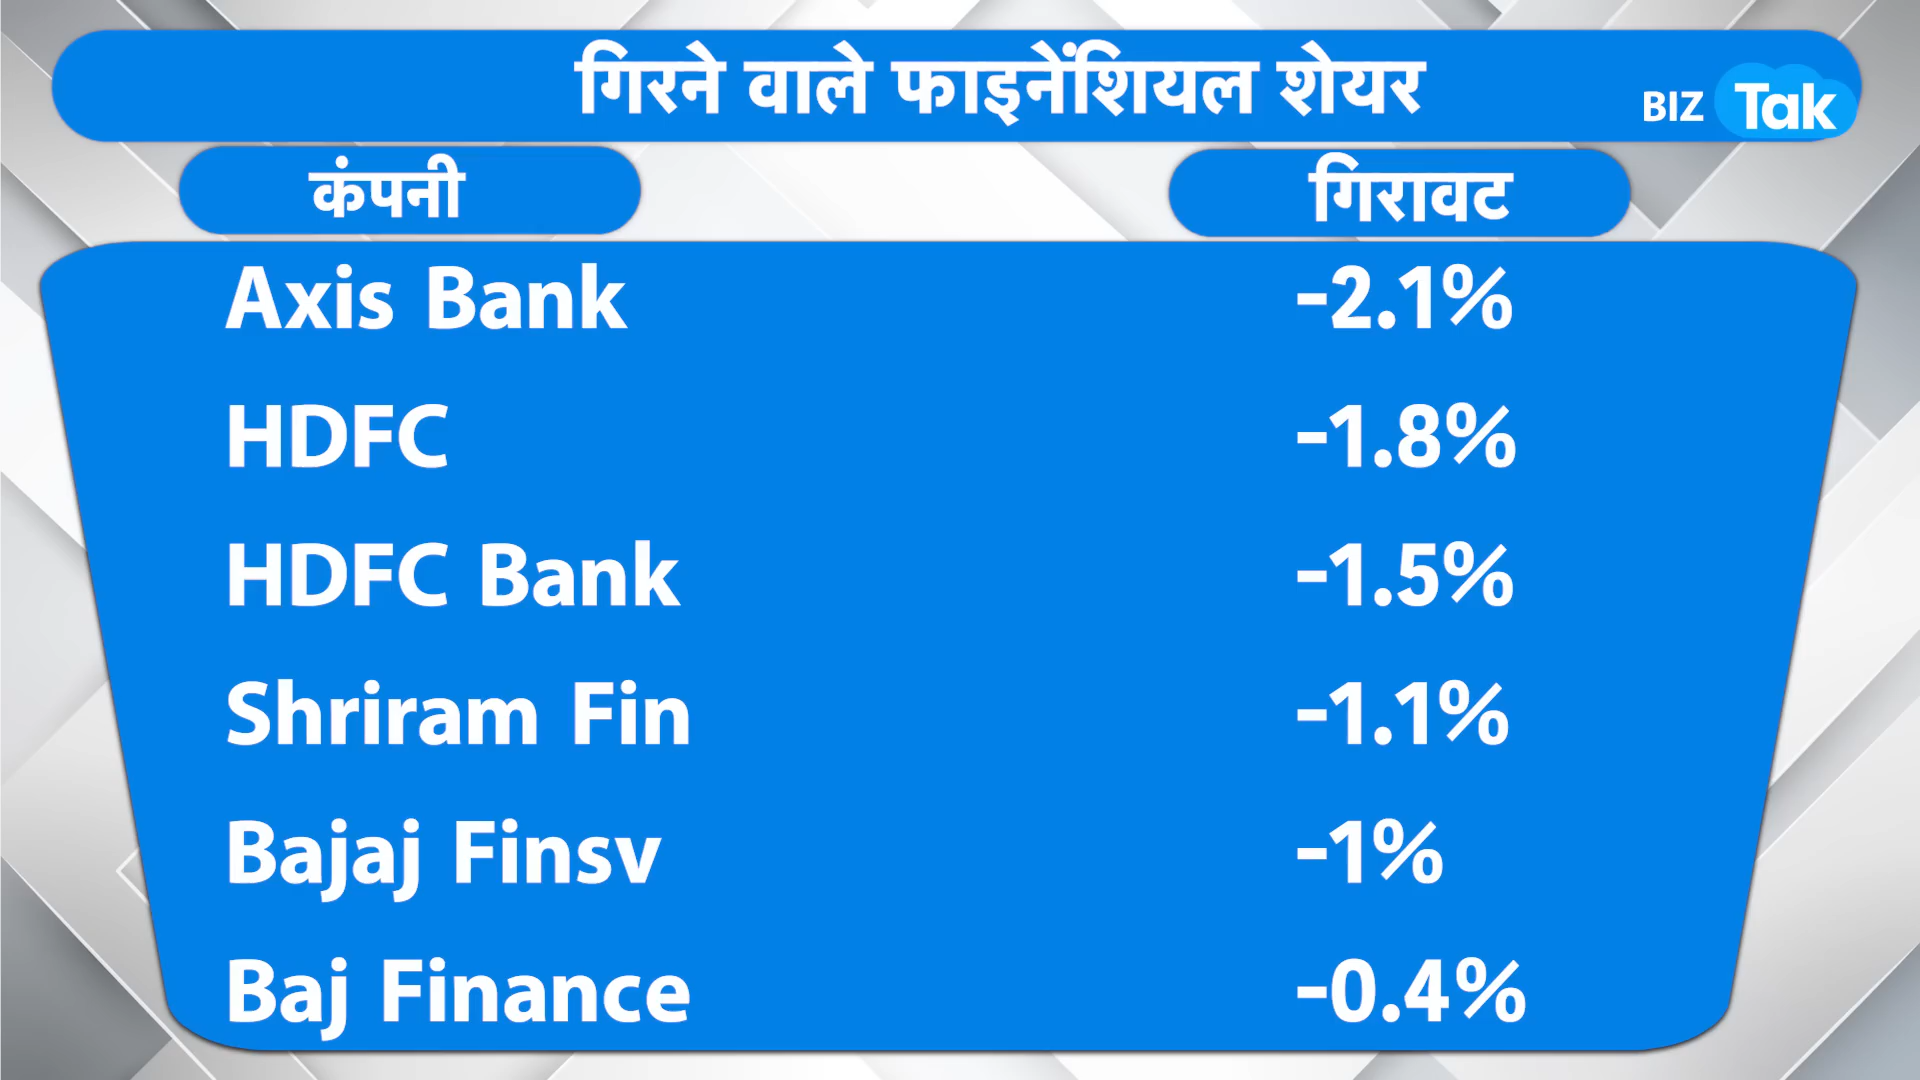 गिरने वाले फाइनेंशियल शेयर
BIZ Tak
कंपनी गिरावट
Axis Bank -2.1%
HDFC -1.8%
HDFC Bank -1.5%
Shriram Fin -1.1%
Bajaj Finsv -1%
Baj Finance -0.4%